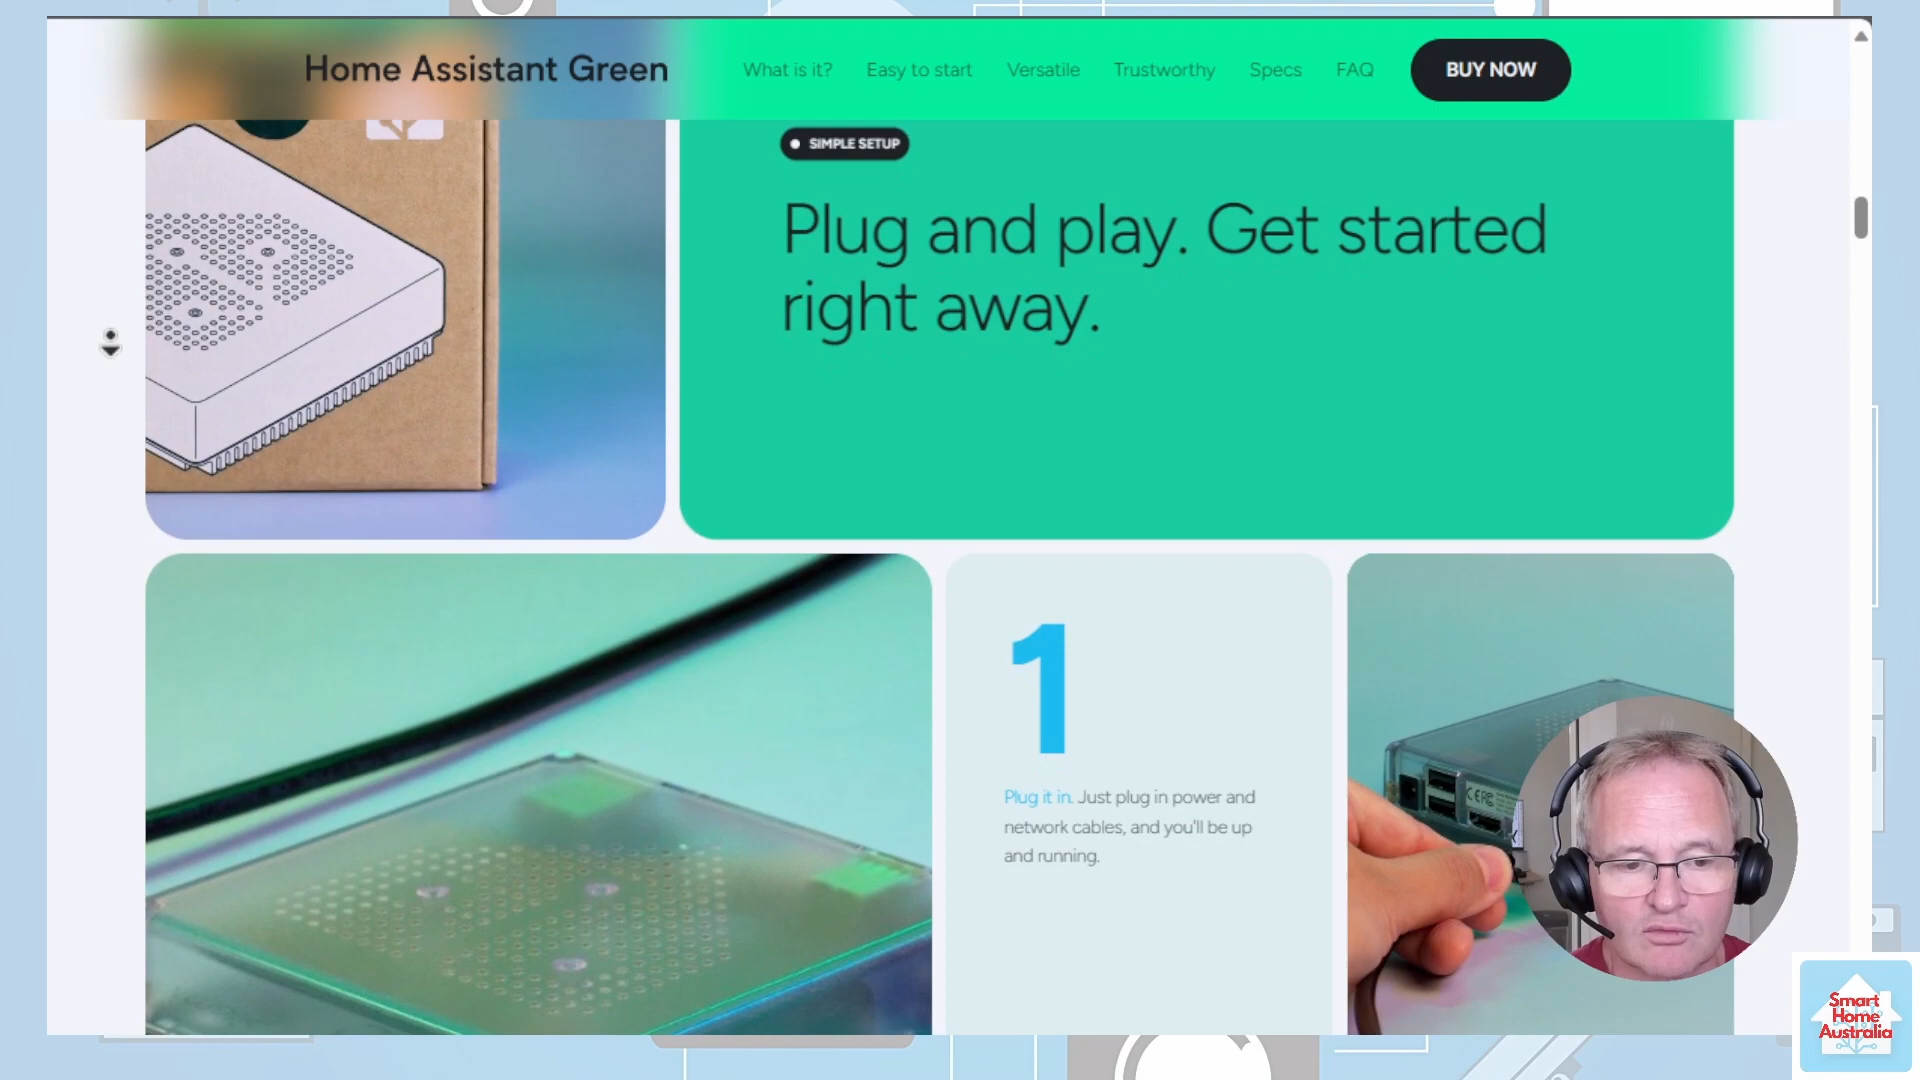 Home Assistant Green
What is it?
Easy to start
Versatile
Trustworthy
Specs
FAQ
BUY NOW
SIMPLE SETUP
Plug and play. Get started
right away.
1
Plug it in. Just plug in power and
network cables, and you'll be up
and running.
Smart
Home
Australia